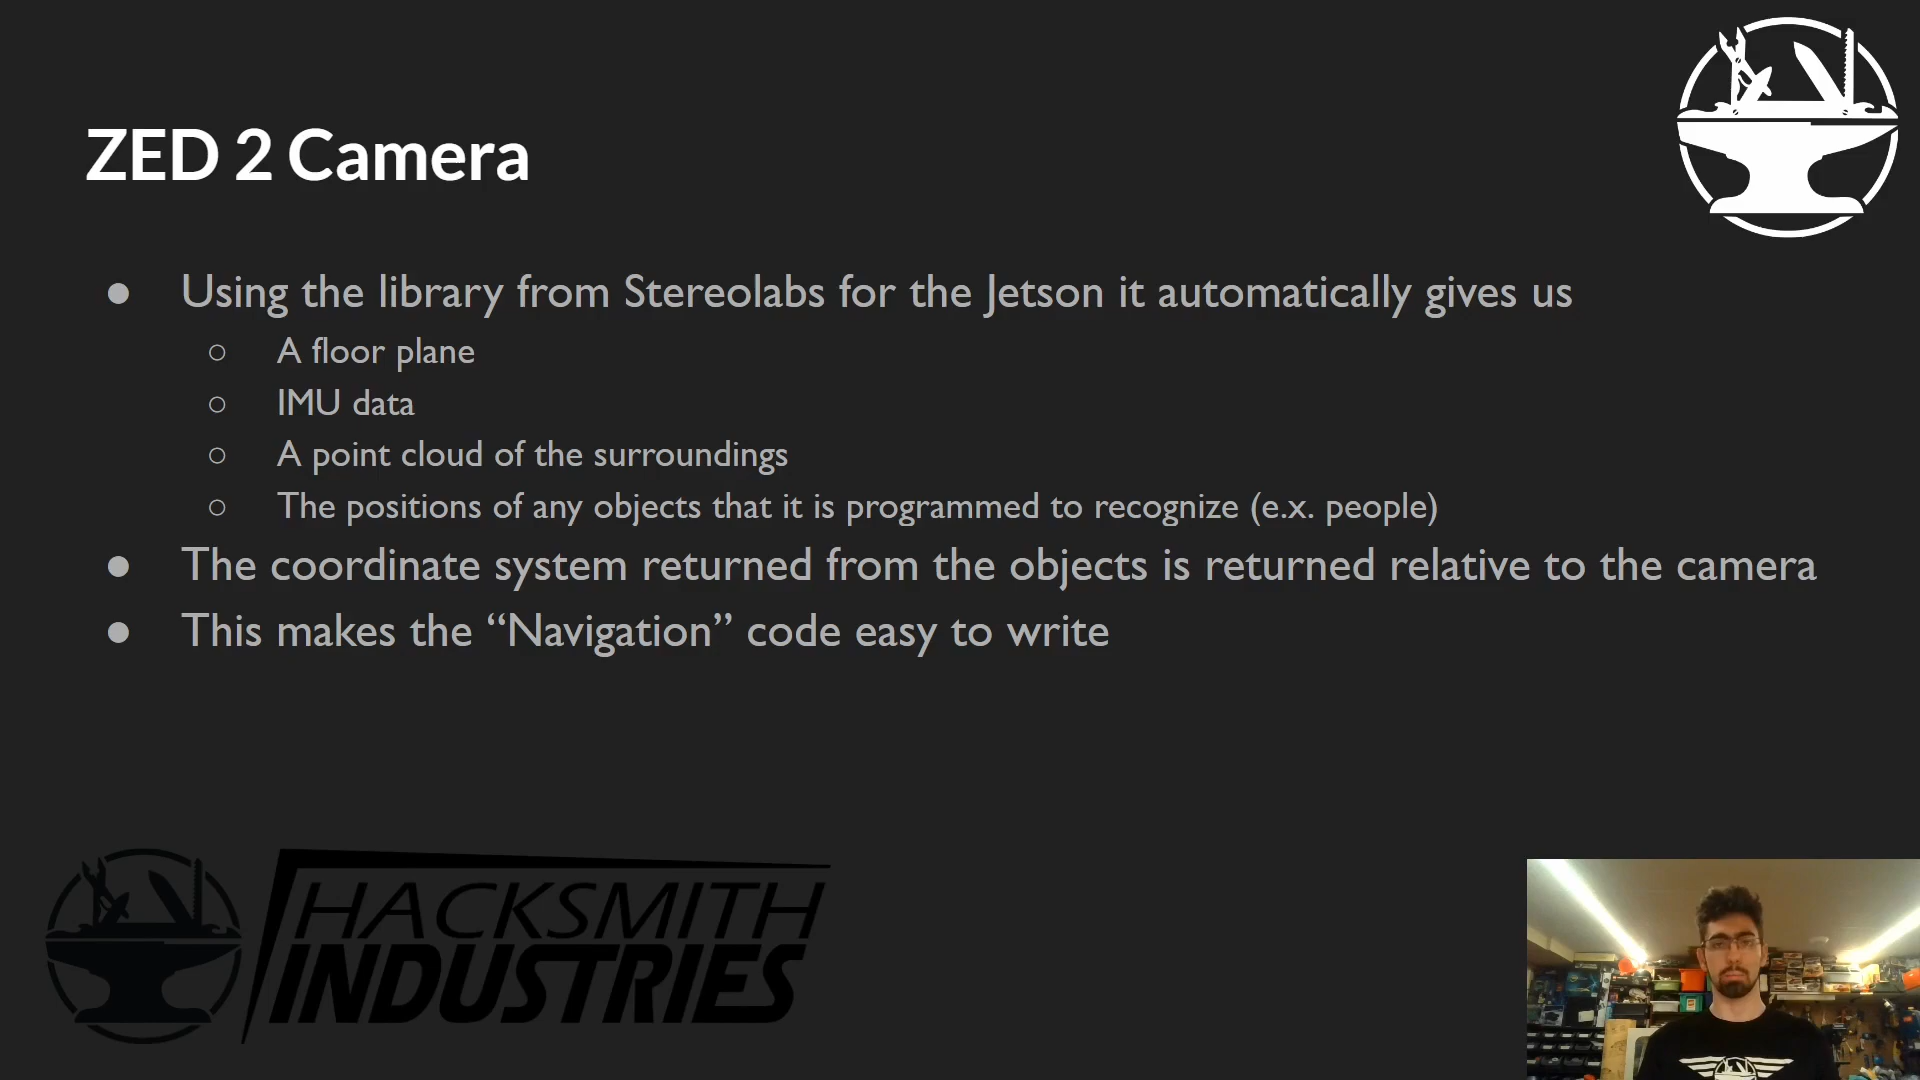 ZED 2 Camera
● Using the library from Stereolabs for the Jetson it automatically gives us
○ A floor plane
○ IMU data
○ A point cloud of the surroundings
○ The positions of any objects that it is programmed to recognize (e.x. people)
● The coordinate system returned from the objects is returned relative to the camera
● This makes the “Navigation” code easy to write
HACKSMITH
INDUSTRIES